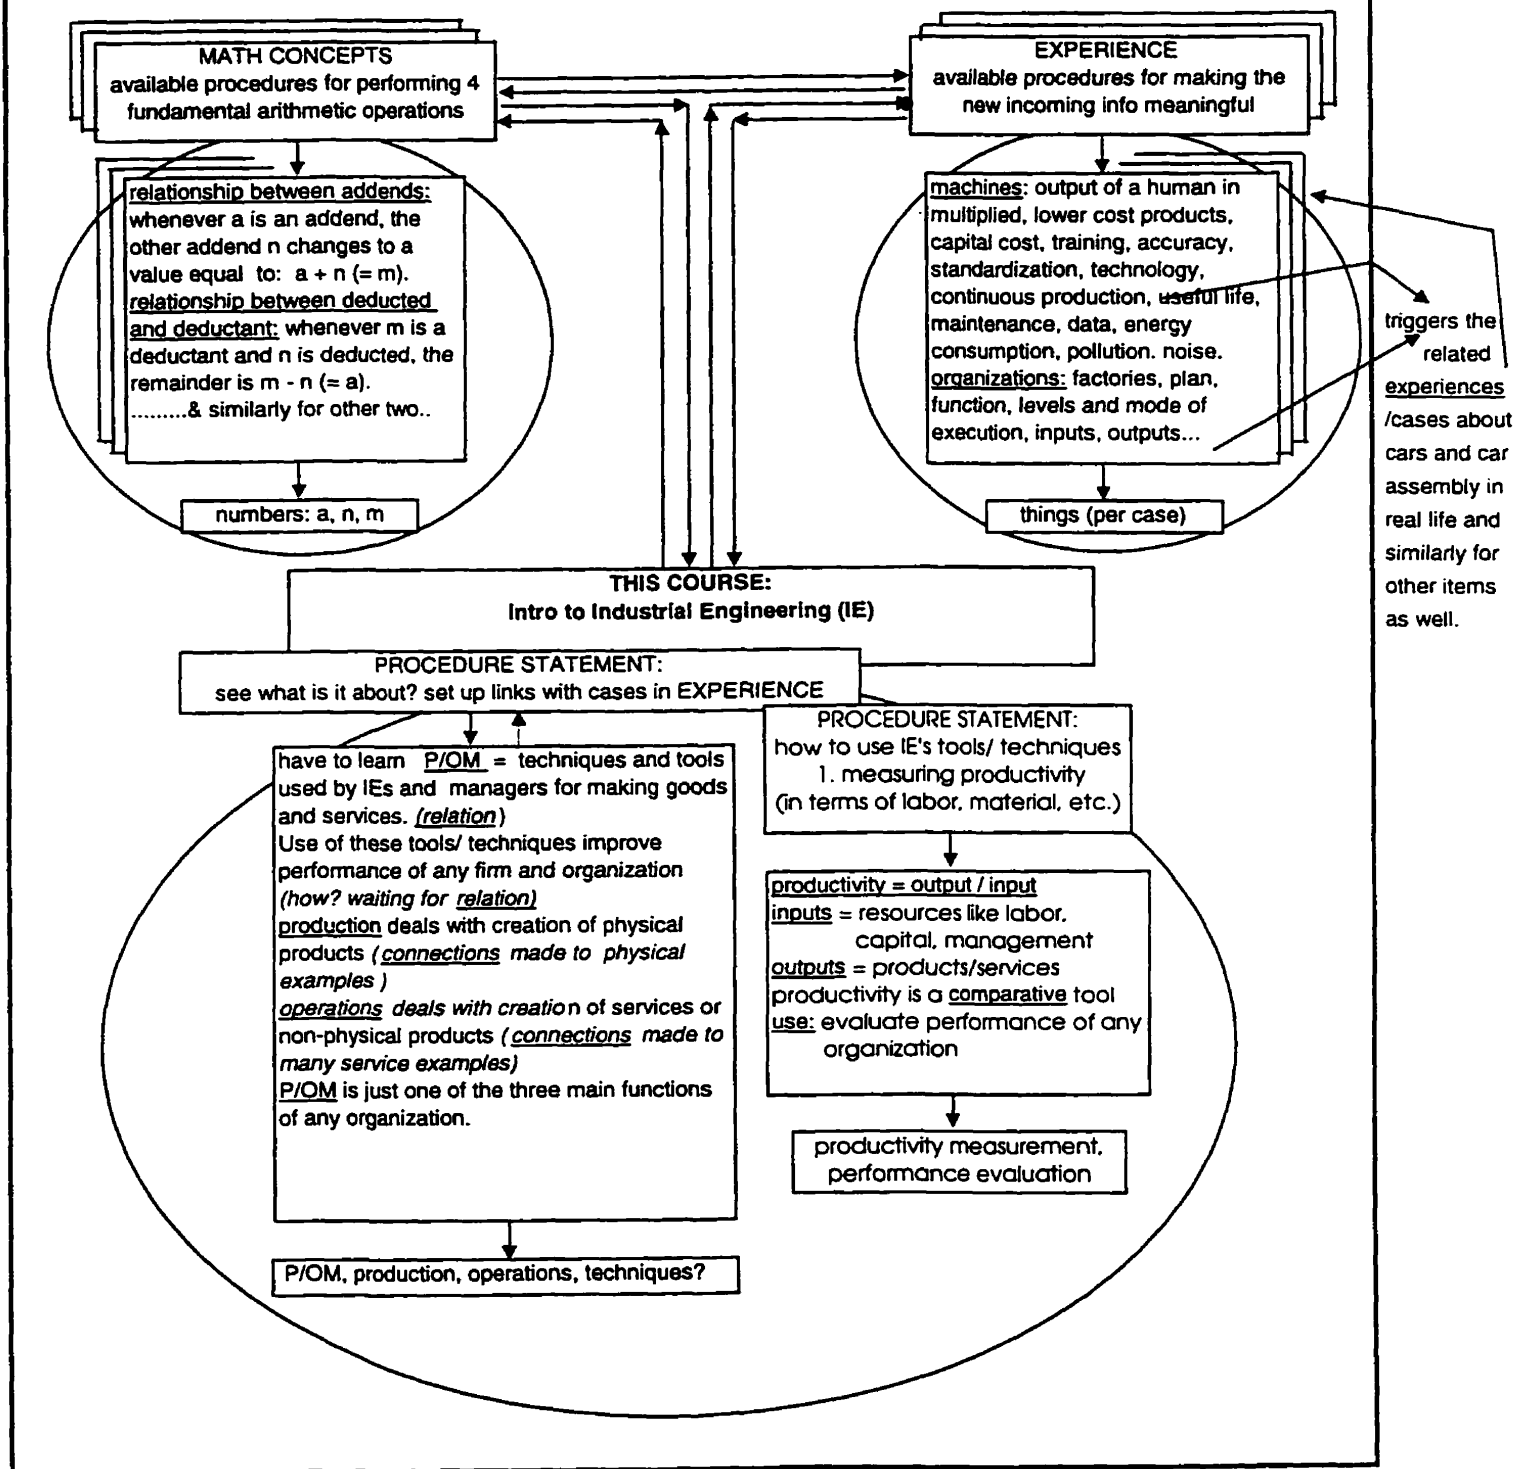 MATH CONCEPTS
available procedures for performing 4
fundamental arithmetic operations
EXPERIENCE
available procedures for making the
new incoming info meaningful
relationship between addends:
whenever a is an addend, the
other addend n changes to a
value equal to: a + n (= m).
relationship between deducted
and deductant: whenever m is a
deductant and n is deducted, the
remainder is m - n (= a).
.........& similarly for other two..
numbers: a, n, m
machines: output of a human in
multiplied, lower cost products,
capital cost, training, accuracy,
standardization, technology,
continuous production, useful life,
maintenance, data, energy
consumption, pollution. noise.
organizations: factories, plan,
function, levels and mode of
execution, inputs, outputs...
things (per case)
triggers the
related
experiences
/cases about
cars and car
assembly in
real life and
similarly for
other items
as well.
THIS COURSE:
Intro to Industrial Engineering (IE)
PROCEDURE STATEMENT:
see what is it about? set up links with cases in EXPERIENCE
have to learn P/OM = techniques and tools
used by IEs and managers for making goods
and services. (relation)
Use of these tools/ techniques improve
performance of any firm and organization
(how? waiting for relation)
production deals with creation of physical
products (connections made to physical
examples )
operations deals with creation of services or
non-physical products (connections made to
many service examples)
P/OM is just one of the three main functions
of any organization.
P/OM, production, operations, techniques?
PROCEDURE STATEMENT:
how to use IE's tools/ techniques
1. measuring productivity
(in terms of labor, material, etc.)
productivity = output / input
inputs = resources like labor,
capital, management
outputs = products/services
productivity is a comparative tool
use: evaluate performance of any
organization
productivity measurement,
performance evaluation